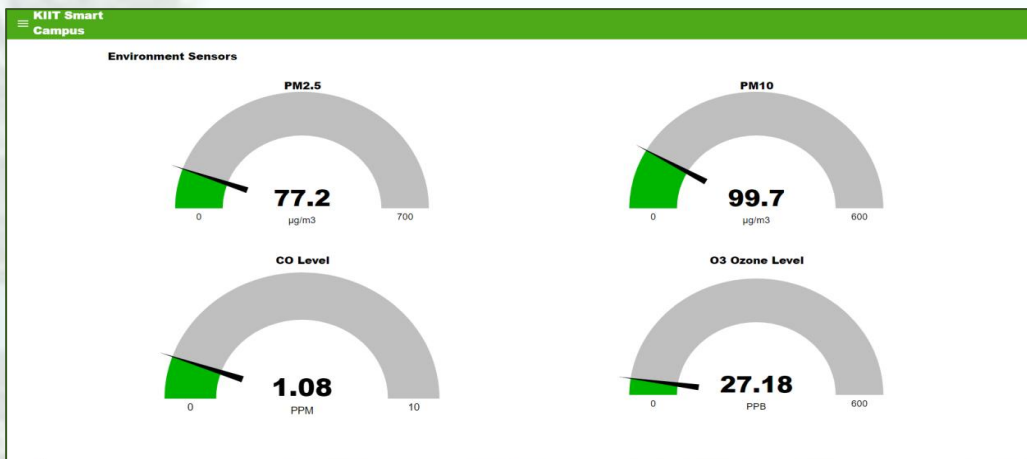 KIIT Smart
Campus
Environment Sensors
PM2.5
77.2
µg/m3
0
700
PM10
99.7
µg/m3
0
600
CO Level
1.08
PPM
0
10
O3 Ozone Level
27.18
PPB
0
600